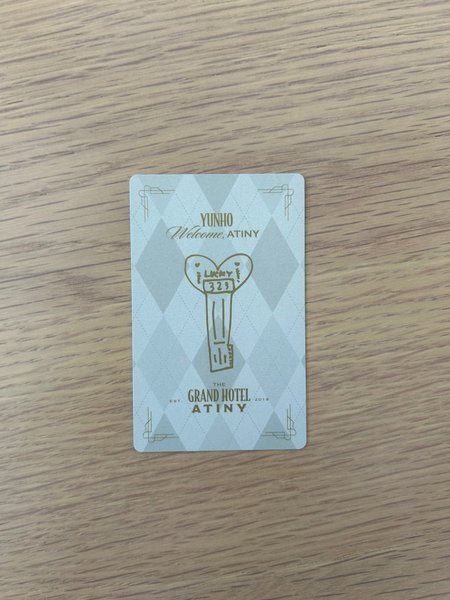 YUNHO
Welcome, ATINY
LUCKY
323
THE
GRAND HOTEL
EST. 2018
ATINY